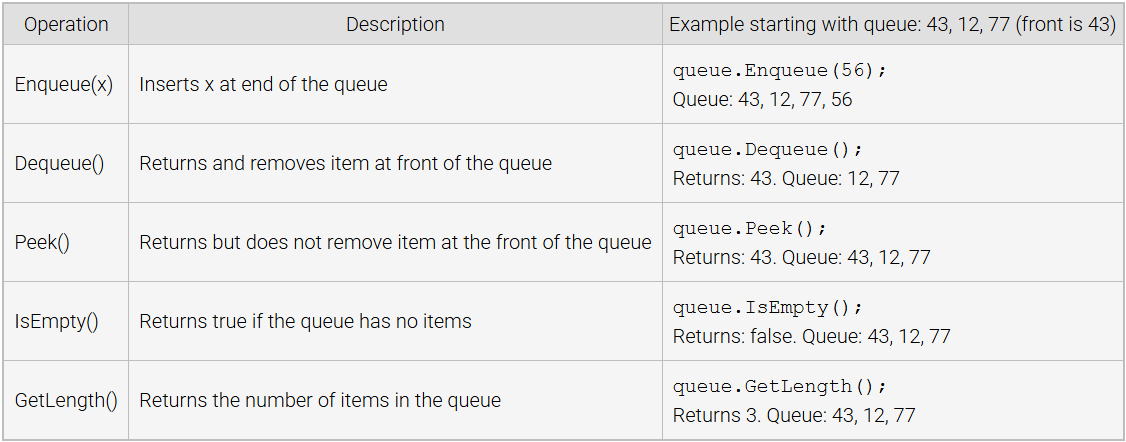 Operation Description Example starting with queue: 43, 12, 77 (front is 43)
Enqueue(x) Inserts x at end of the queue
queue.Enqueue(56);
Queue: 43, 12, 77, 56
Dequeue() Returns and removes item at front of the queue
queue.Dequeue();
Returns: 43. Queue: 12, 77
Peek() Returns but does not remove item at the front of the queue
queue.Peek();
Returns: 43. Queue: 43, 12, 77
IsEmpty() Returns true if the queue has no items
queue.IsEmpty();
Returns: false. Queue: 43, 12, 77
GetLength() Returns the number of items in the queue
queue.GetLength();
Returns 3. Queue: 43, 12, 77